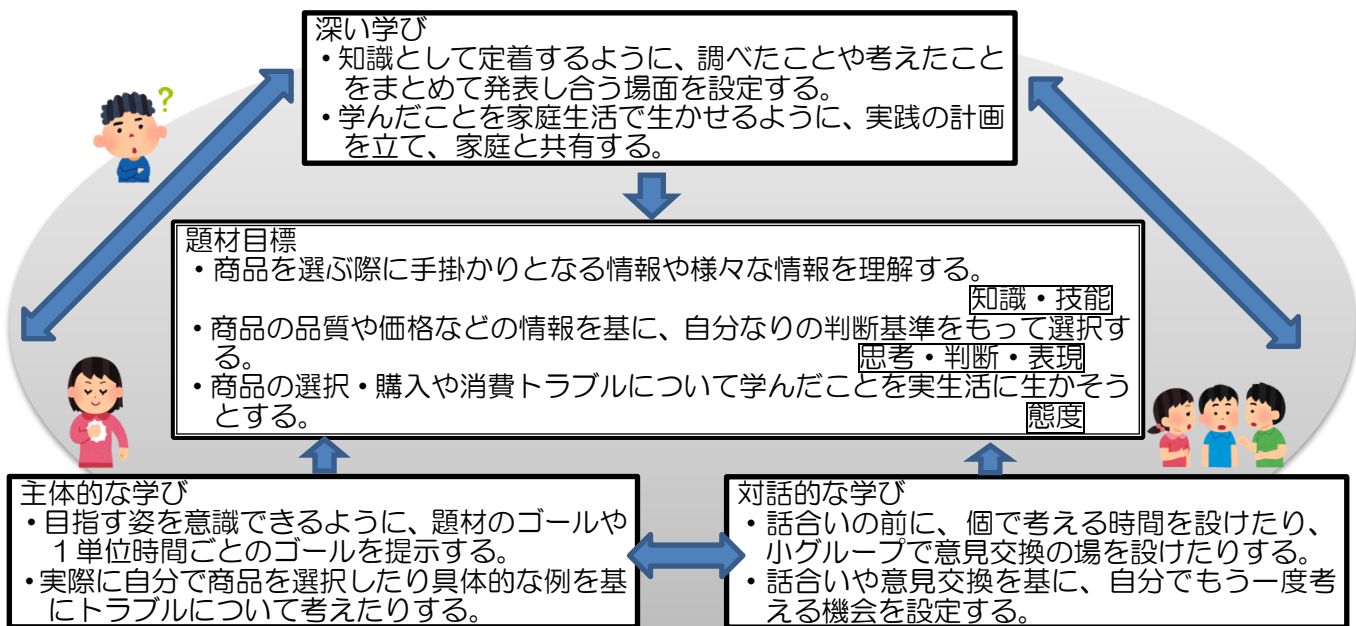 深い学び
・知識として定着するように、調べたことや考えたこと
をまとめて発表し合う場面を設定する。
・学んだことを家庭生活で生かせるように、実践の計画
を立て、家庭と共有する。
?
題材目標
・商品を選ぶ際に手掛かりとなる情報や様々な情報を理解する。
知識・技能
・商品の品質や価格などの情報を基に、自分なりの判断基準をもって選択す
る。 思考・判断・表現
・商品の選択・購入や消費トラブルについて学んだことを実生活に生かそう
とする。 態度
主体的な学び
・目指す姿を意識できるように、題材のゴールや
1単位時間ごとのゴールを提示する。
・実際に自分で商品を選択したり具体的な例を基
にトラブルについて考えたりする。
対話的な学び
・話合いの前に、個で考える時間を設けたり、
小グループで意見交換の場を設けたりする。
・話合いや意見交換を基に、自分でもう一度考
える機会を設定する。